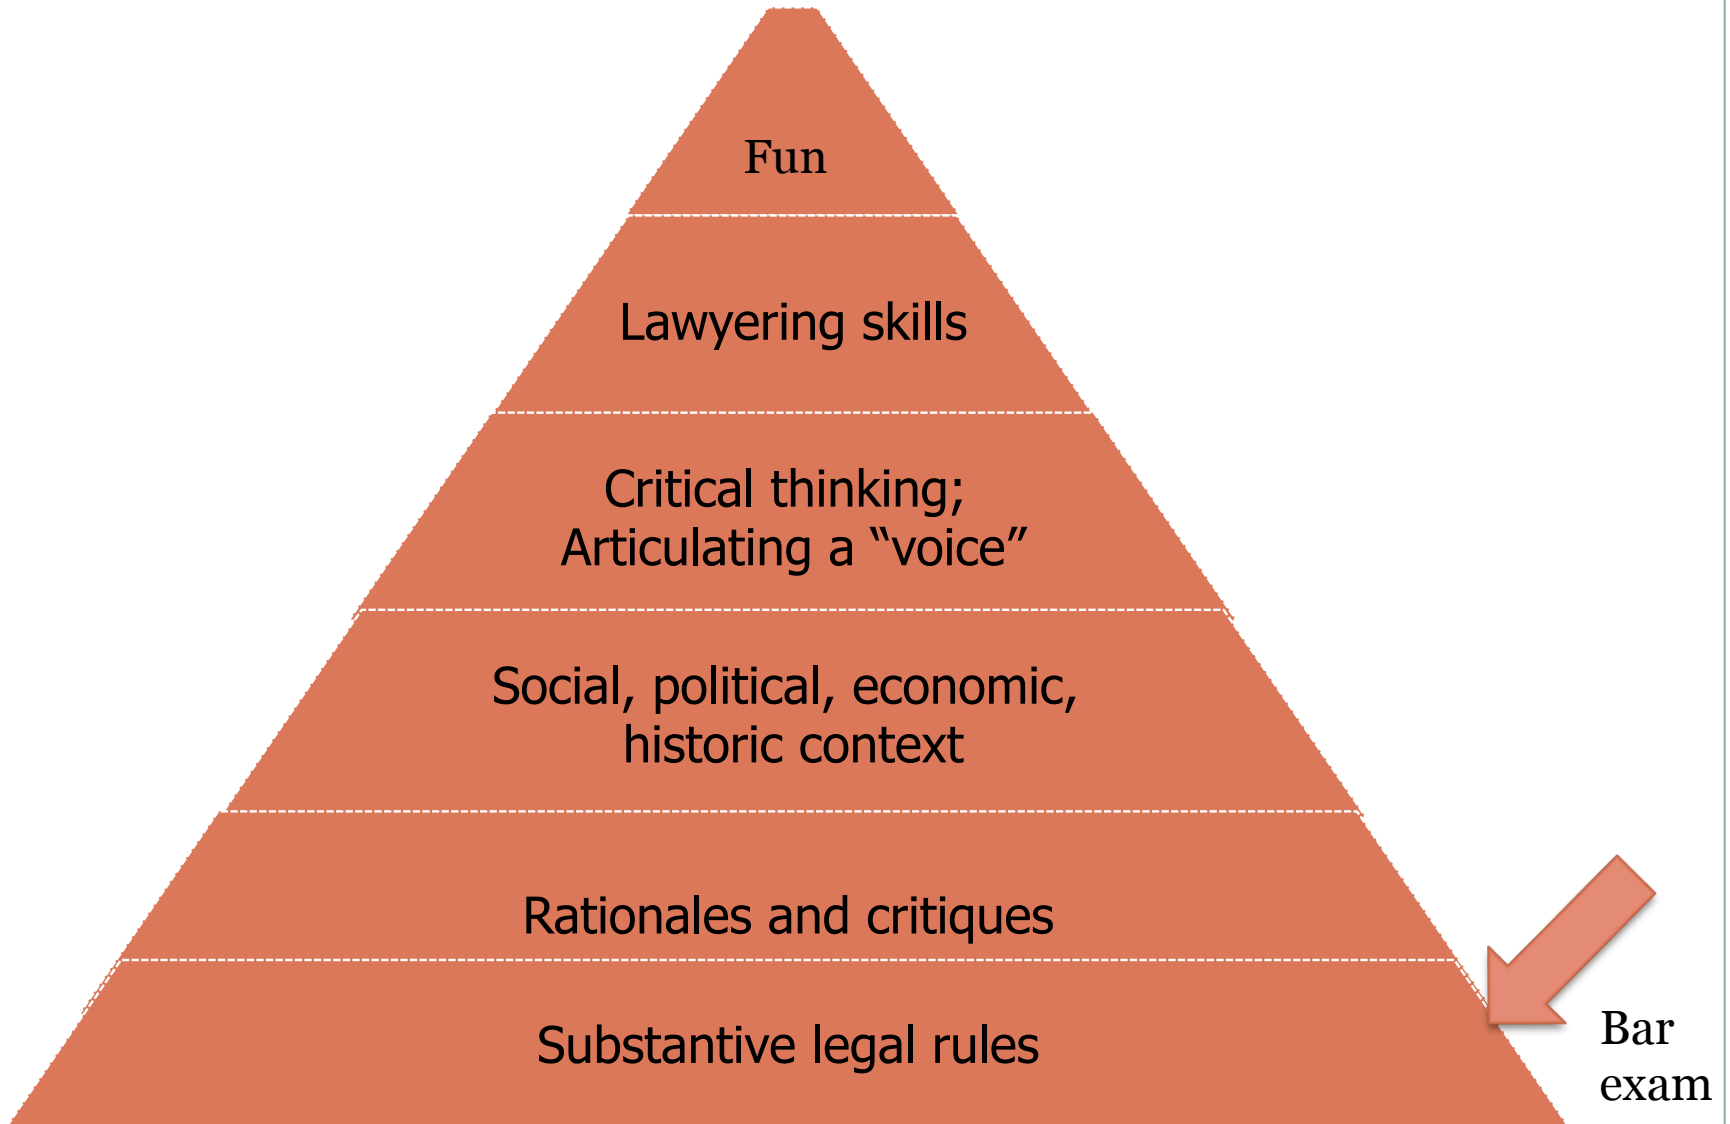 Fun
Lawyering skills
Critical thinking;
Articulating a “voice”
Social, political, economic,
historic context
Rationales and critiques
Substantive legal rules
Bar
exam